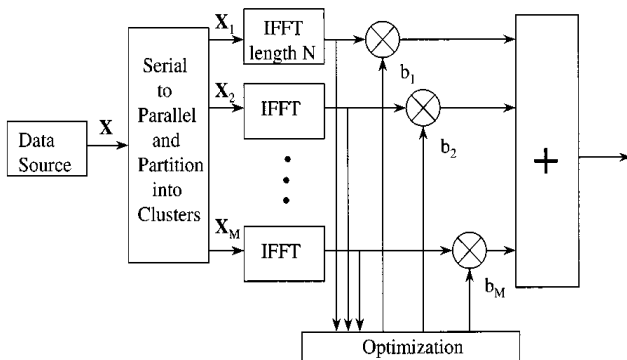 Data
Source
X
Serial
to
Parallel
and
Partition
into
Clusters
X1
IFFT
length N
X2
IFFT
XM
IFFT
b1
b2
bM
+
Optimization